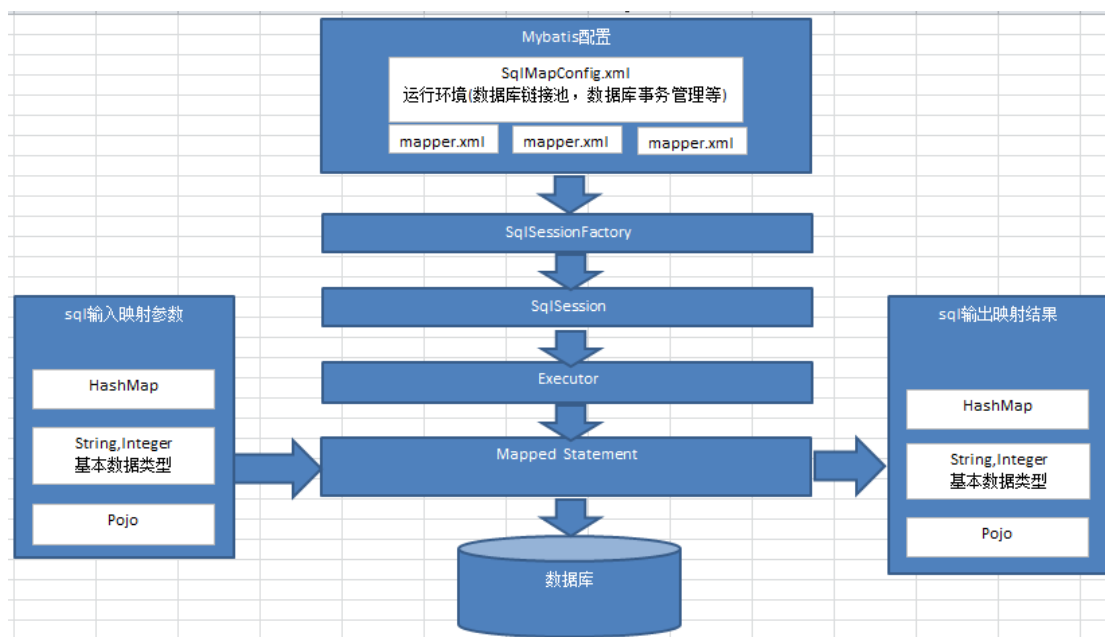 Mybatis配置
SqlMapConfig.xml
运行环境(数据库链接池，数据库事务管理等)
mapper.xml
mapper.xml
mapper.xml
SqlSessionFactory
SqlSession
Executor
Mapped Statement
数据库
sql输入映射参数
HashMap
String,Integer
基本数据类型
Pojo
sql输出映射结果
HashMap
String,Integer
基本数据类型
Pojo